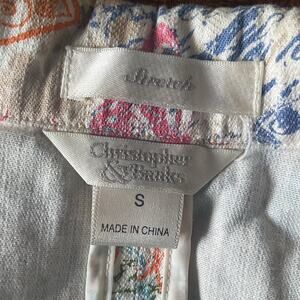 Stretch
Christopher
& Banks
S
MADE IN CHINA